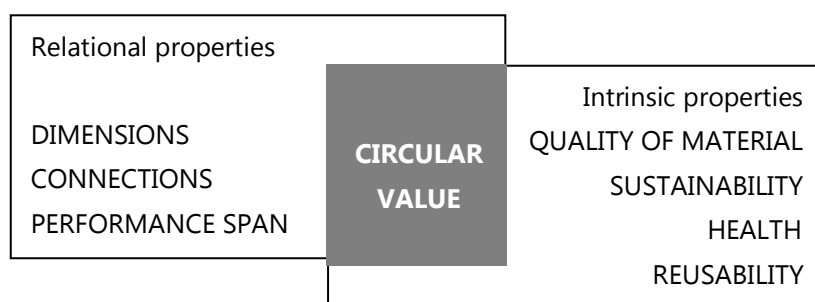 Relational properties
DIMENSIONS
CONNECTIONS
PERFORMANCE SPAN
CIRCULAR
VALUE
Intrinsic properties
QUALITY OF MATERIAL
SUSTAINABILITY
HEALTH
REUSABILITY